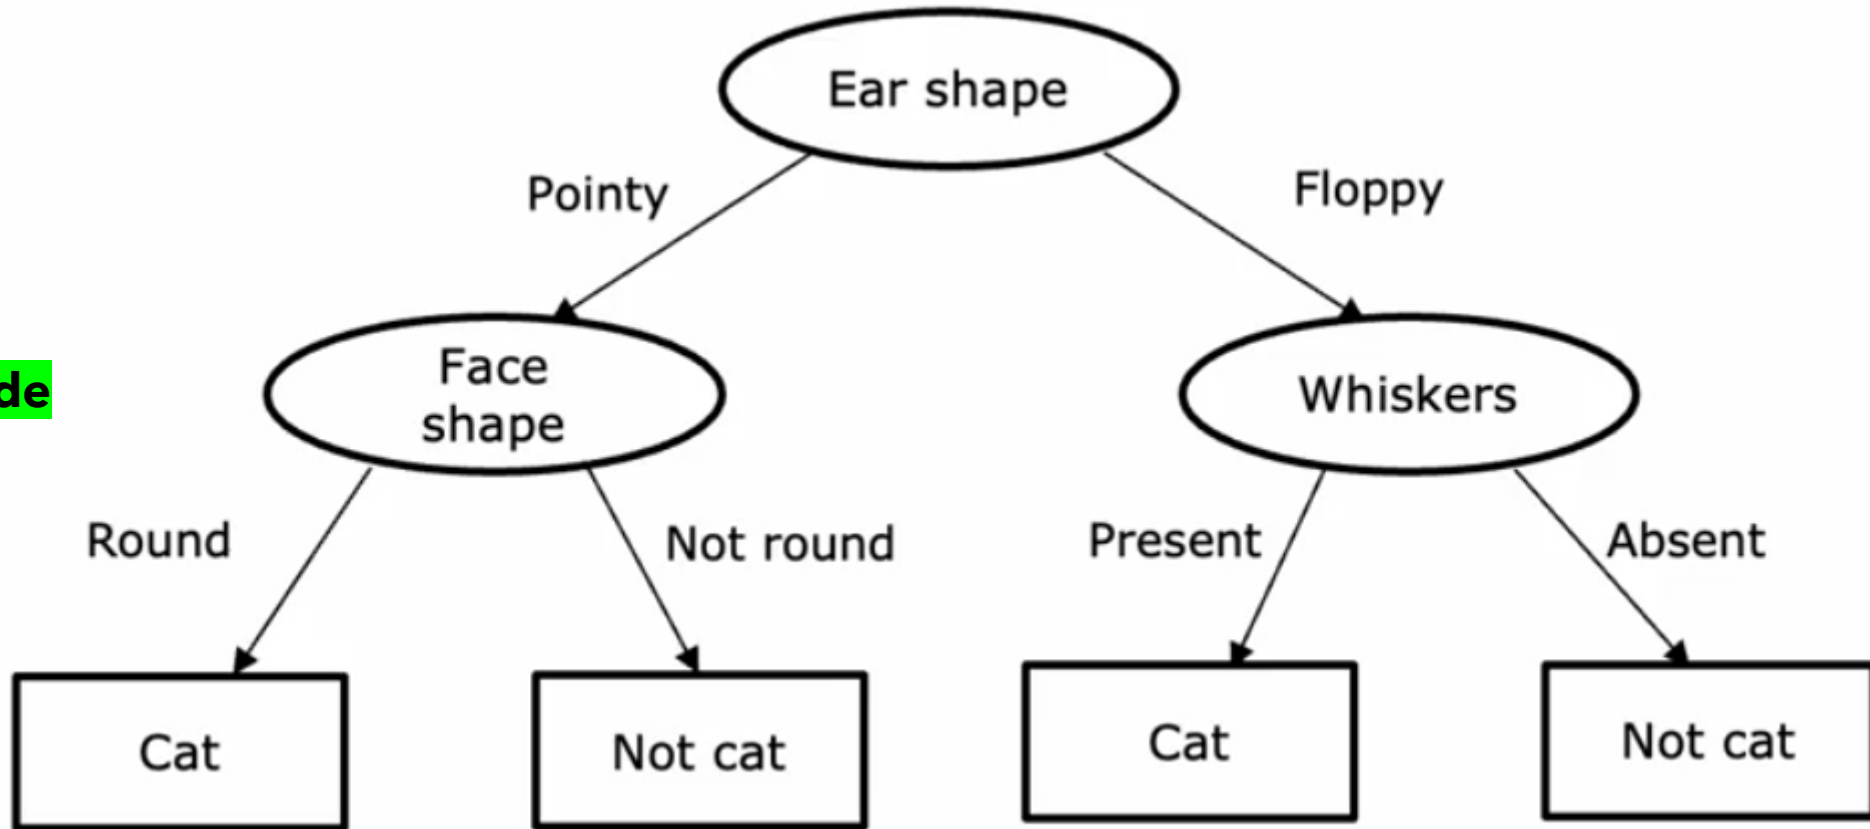 Ear shape
Pointy
Floppy
de
Face
shape
Whiskers
Round
Not round
Present
Absent
Cat
Not cat
Cat
Not cat